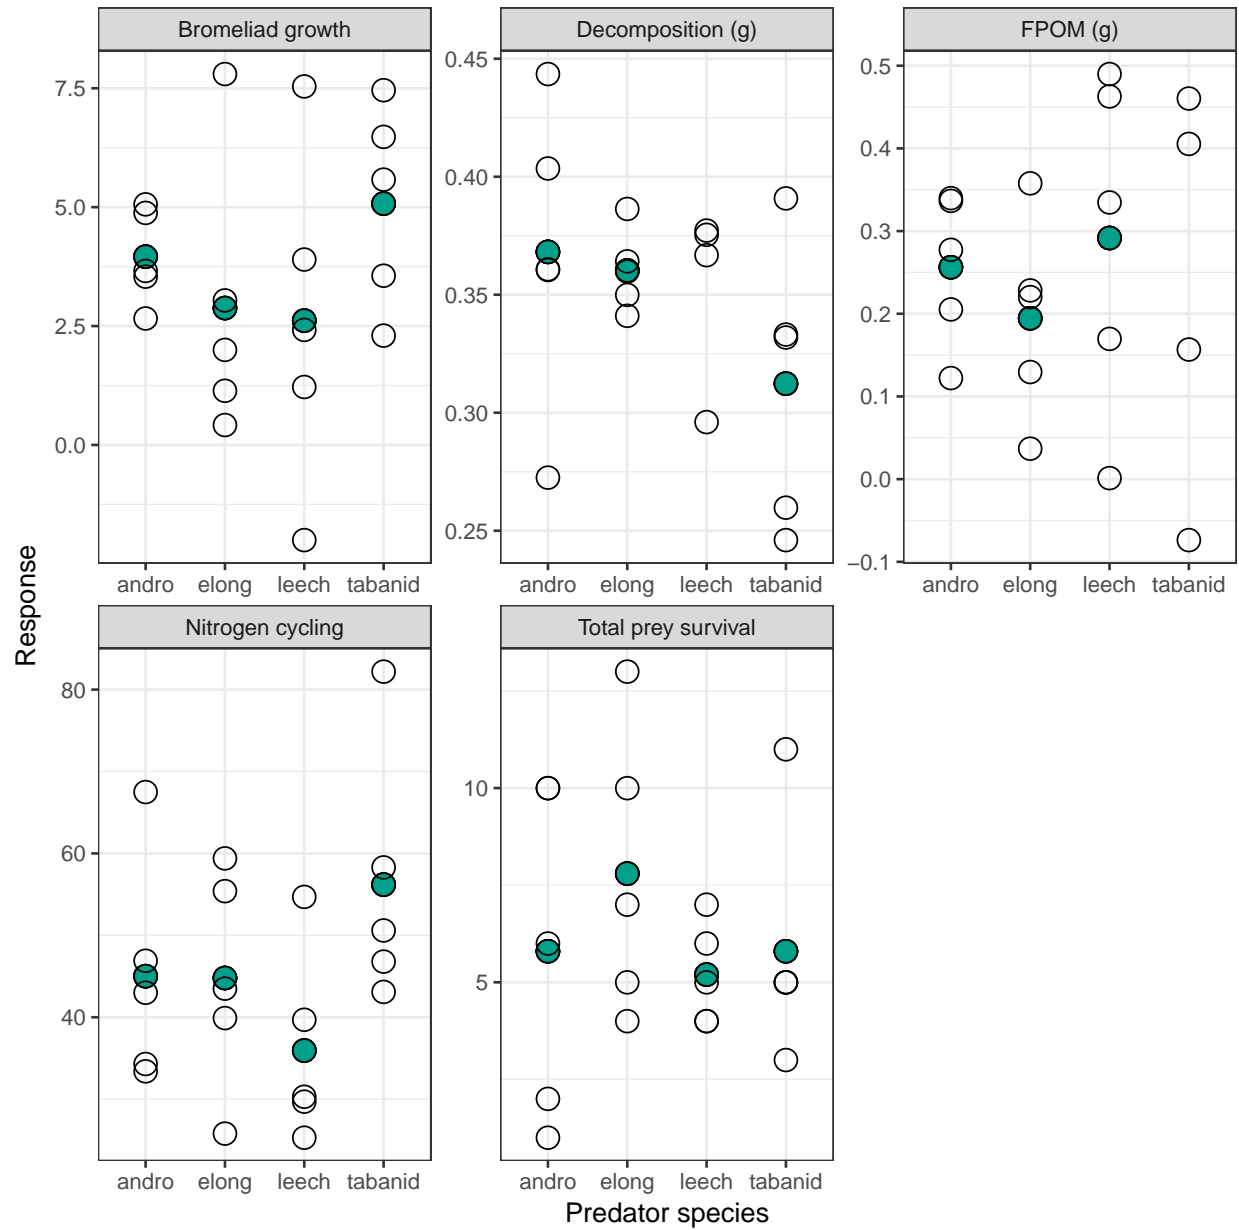 Bromeliad growth
Decomposition (g)
FPOM (g)
7.5
5.0
2.5
0.0
0.45
0.40
0.35
0.30
0.25
0.5
0.4
0.3
0.2
0.1
0.0
−0.1
andro elong leech tabanid
andro elong leech tabanid
andro elong leech tabanid
Response
Nitrogen cycling
Total prey survival
80
60
40
10
5
andro elong leech tabanid
andro elong leech tabanid
Predator species